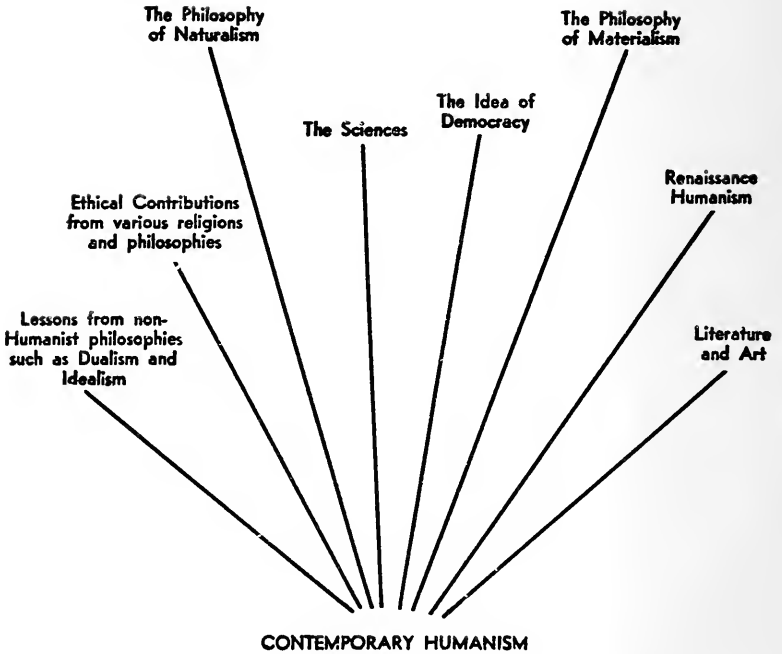 The Philosophy
of Naturalism
The Philosophy
of Materialism
The Sciences
The Idea of
Democracy
Ethical Contributions
from various religions
and philosophies
Renaissance
Humanism
Lessons from non-
Humanist philosophies
such as Dualism and
Idealism
Literature
and Art
CONTEMPORARY HUMANISM